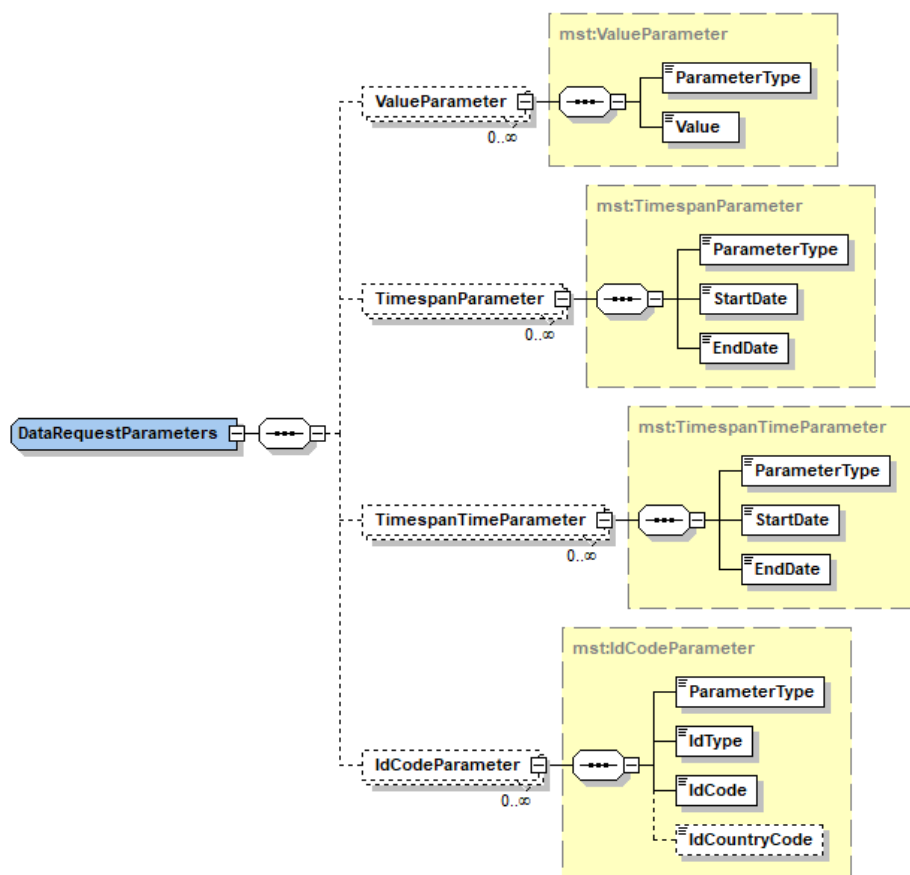 mst:ValueParameter
ParameterType
ValueParameter
Value
0..∞
mst:TimespanParameter
ParameterType
TimespanParameter
StartDate
0..∞
EndDate
DataRequestParameters
mst:TimespanTimeParameter
ParameterType
TimespanTimeParameter
StartDate
0..∞
EndDate
mst:IdCodeParameter
ParameterType
IdType
IdCodeParameter
IdCode
0..∞
IdCountryCode